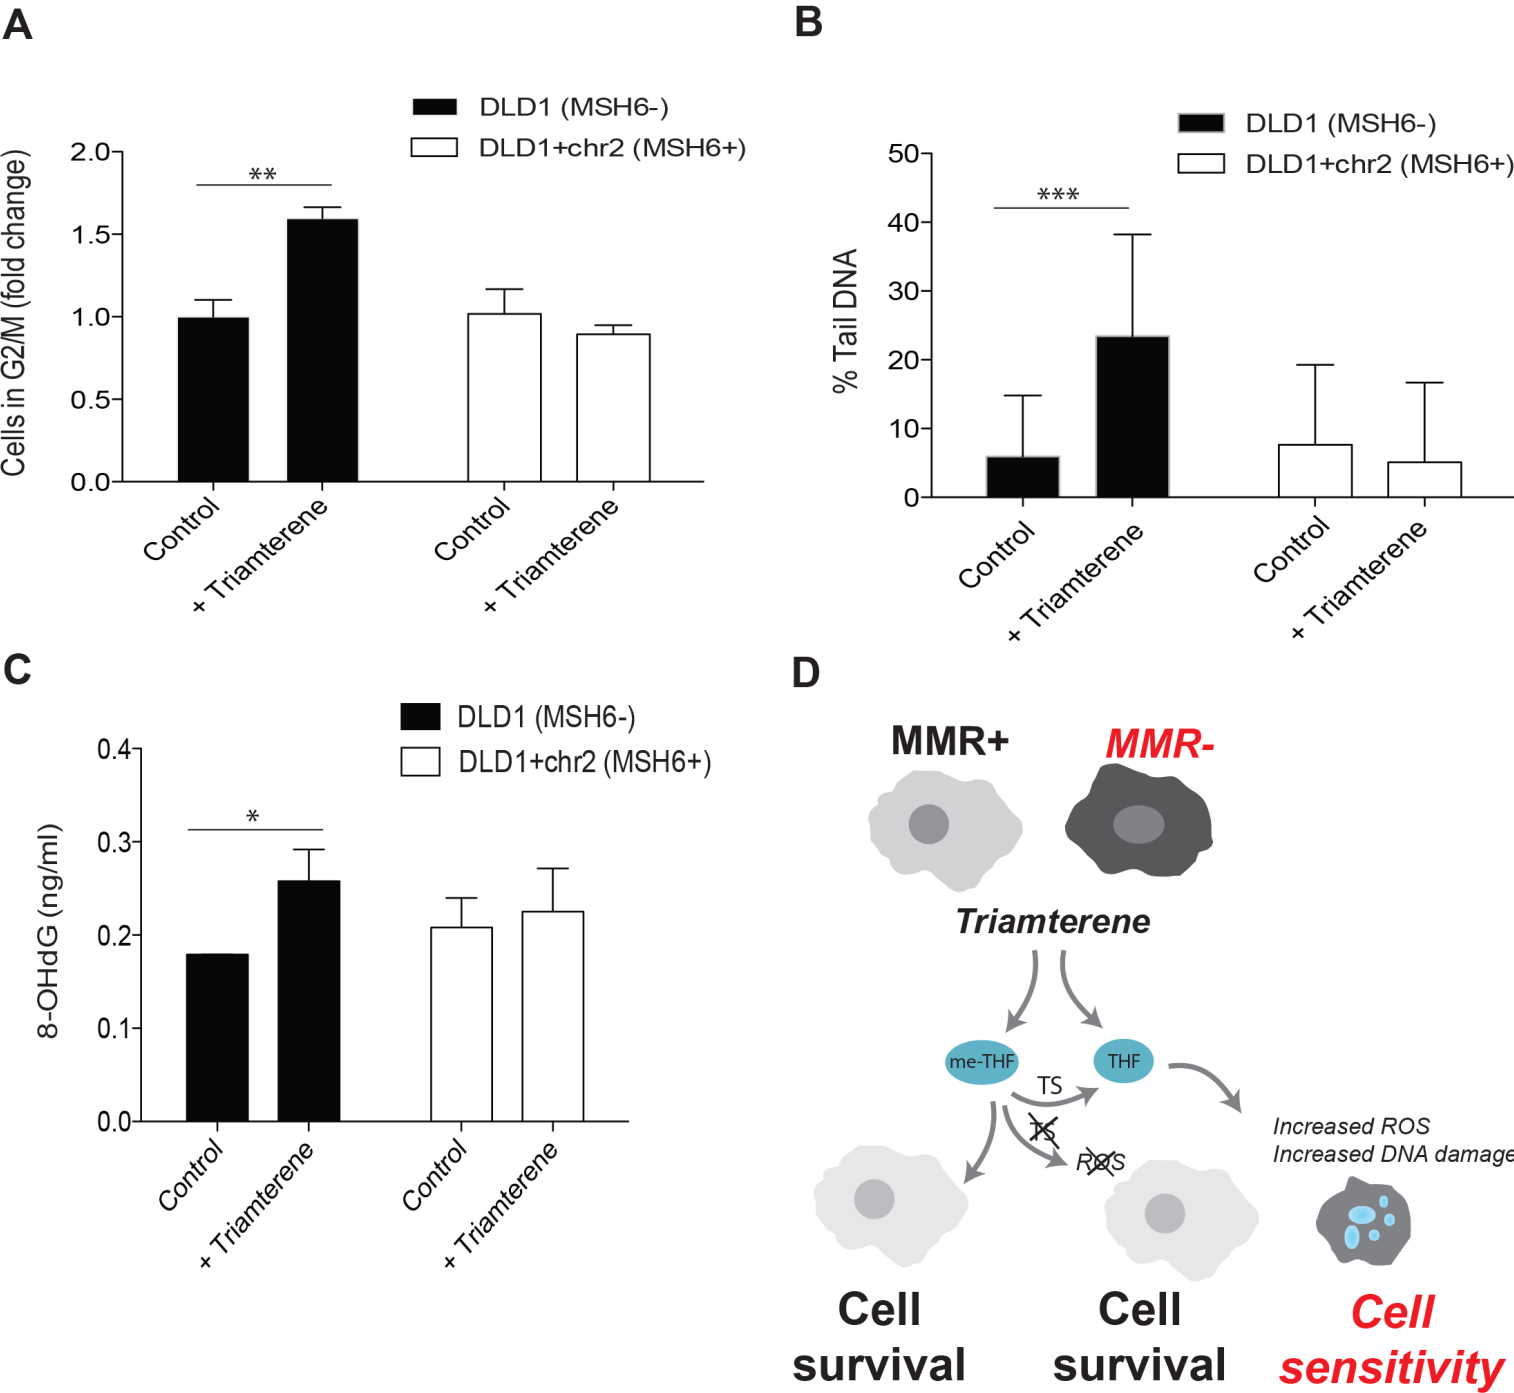 A
DLD1 (MSH6-)
DLD1+chr2 (MSH6+)
Cells in G2/M (fold change)
2.0
1.5
1.0
0.5
0.0
**
Control
+ Triamterene
Control
+ Triamterene
B
DLD1 (MSH6-)
DLD1+chr2 (MSH6+)
% Tail DNA
50
40
30
20
10
0
***
Control
+ Triamterene
Control
+ Triamterene
C
DLD1 (MSH6-)
DLD1+chr2 (MSH6+)
8-OHdG (ng/ml)
0.4
0.3
0.2
0.1
0.0
*
Control
+ Triamterene
Control
+ Triamterene
D
MMR+ MMR-
Triamterene
me-THF THF
TS
TS
ROS
Increased ROS
Increased DNA damage
Cell survival
Cell survival
Cell sensitivity